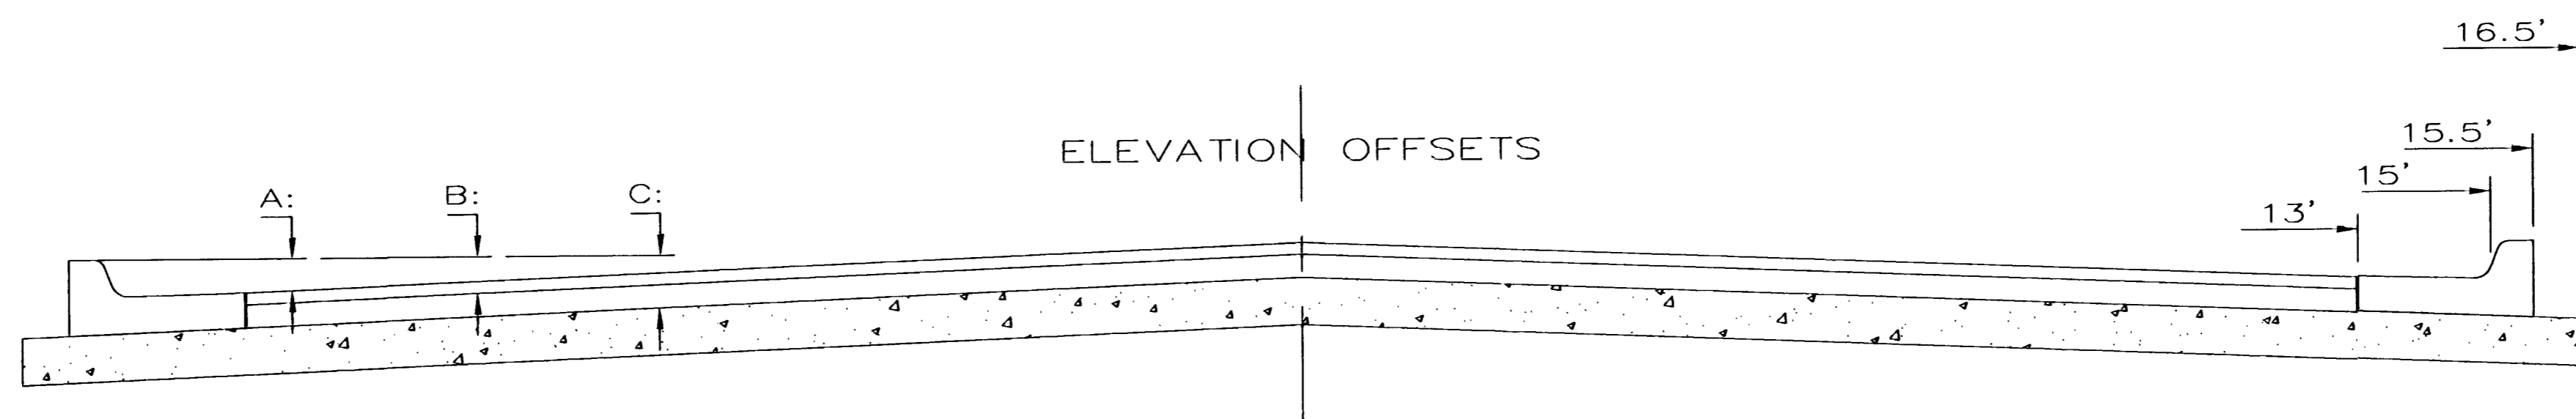 16.5'
ELEVATION OFFSETS
15.5'
15'
A:
B:
C:
13'